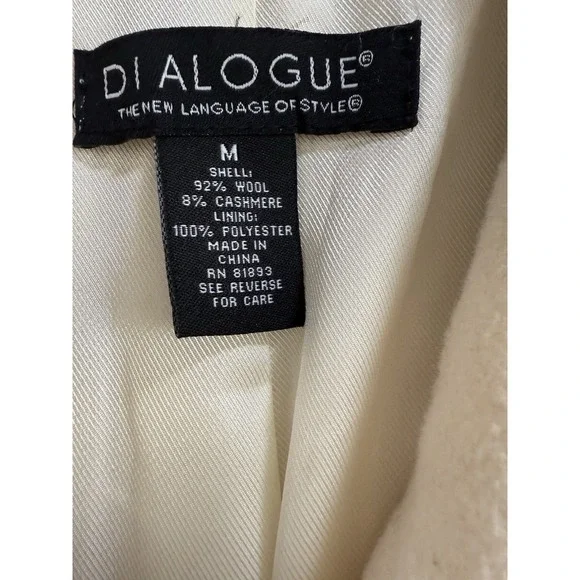 DIALOGUE®
THE NEW LANGUAGE OF STYLE®
M
SHELL:
92% WOOL
8% CASHMERE
LINING:
100% POLYESTER
MADE IN
CHINA
RN 81893
SEE REVERSE
FOR CARE